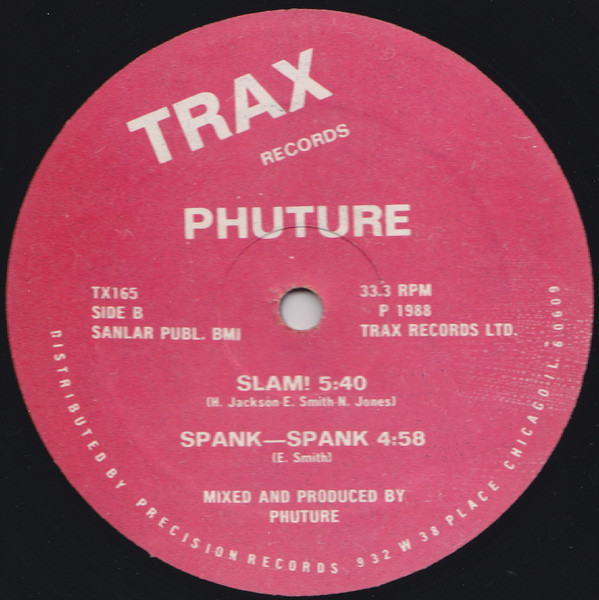 TRAX
RECORDS
PHUTURE
TX165
SIDE B
SANLAR PUBL. BMI
33.3 RPM
P 1988
TRAX RECORDS LTD.
SLAM! 5:40
(H. Jackson-E. Smith-N. Jones)
SPANK—SPANK 4:58
(E. Smith)
MIXED AND PRODUCED BY
PHUTURE
DISTRIBUTED BY PRECISION RECORDS 932 W 38 PLACE CHICAGO IL 60609